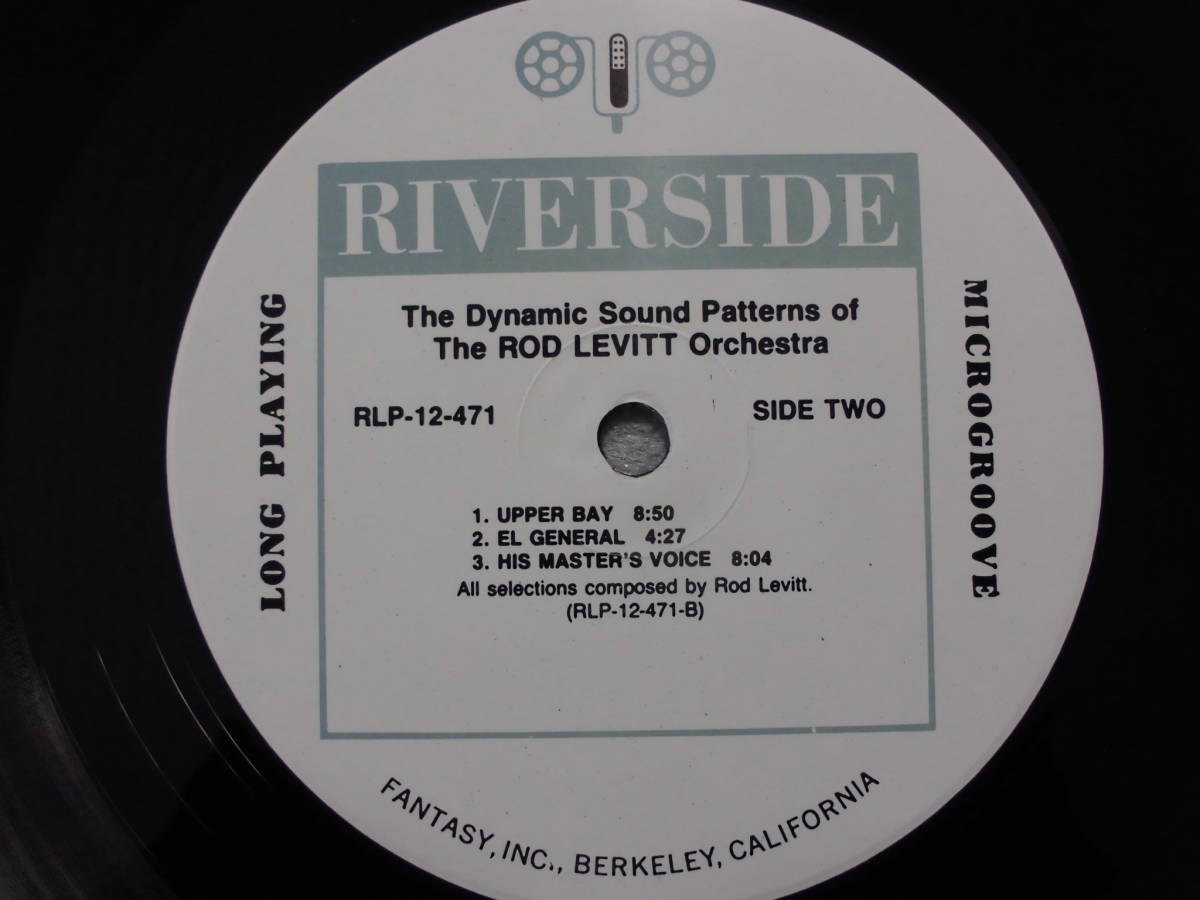 RIVERSIDE
The Dynamic Sound Patterns of
The ROD LEVITT Orchestra
RLP-12-471 SIDE TWO
LONG PLAYING
MICROGROOVE
1. UPPER BAY 8:50
2. EL GENERAL 4:27
3. HIS MASTER'S VOICE 8:04
All selections composed by Rod Levitt.
(RLP-12-471-B)
FANTASY, INC., BERKELEY, CALIFORNIA